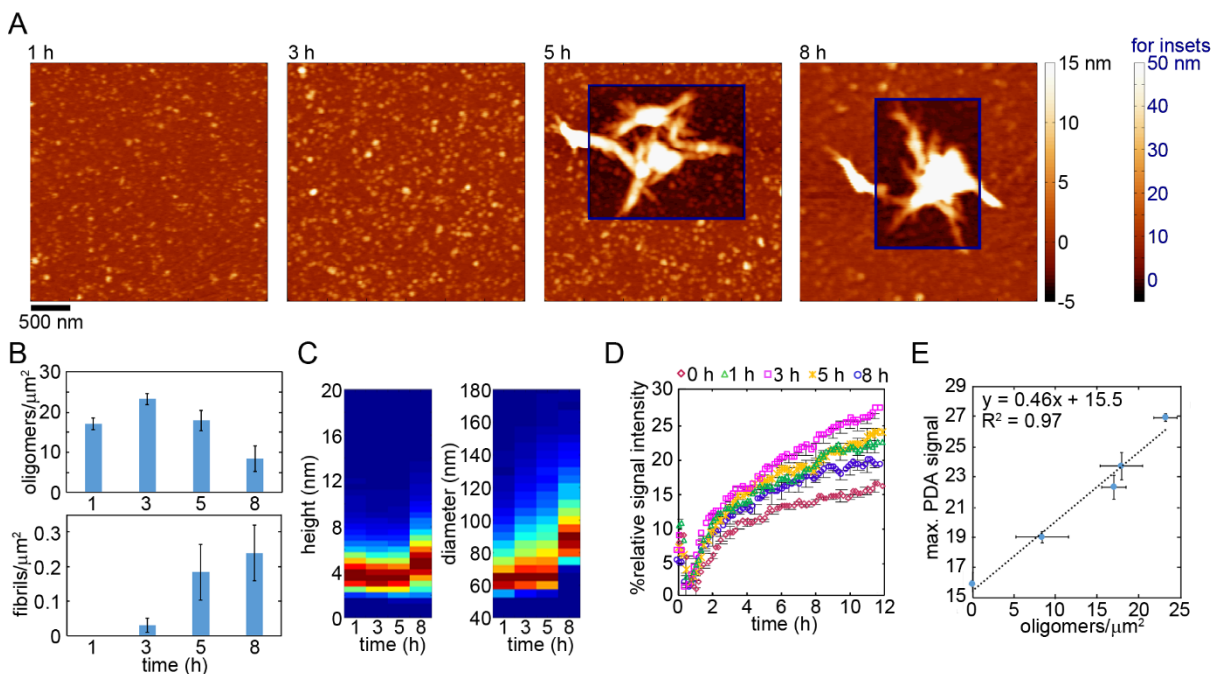 A
1 h
3 h
5 h
8 h
for insets
15 nm
10
5
0
-5
50 nm
40
30
20
10
0
500 nm
B
oligomers/μm²
30
20
10
0
1 3 5 8
fibrils/μm²
0.3
0.2
0.1
0
1 3 5 8
time (h)
C
height (nm)
20
16
12
8
4
0
1 3 5 8
time (h)
diameter (nm)
180
160
140
120
100
80
60
40
1 3 5 8
time (h)
D
0 h 1 h 3 h 5 h 8 h
%relative signal intensity
30
25
20
15
10
5
0
0 2 4 6 8 10 12
time (h)
E
max. PDA signal
29
27
25
23
21
19
17
15
y = 0.46x + 15.5
R² = 0.97
0 5 10 15 20 25
oligomers/μm²